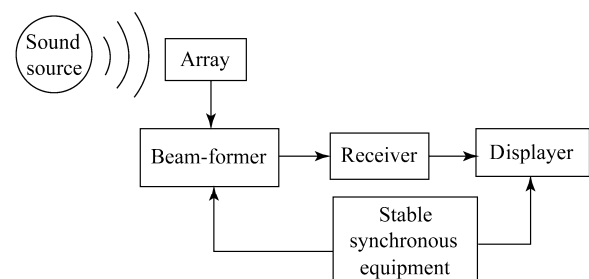 Sound
source
Array
Beam-former
Receiver
Displayer
Stable
synchronous
equipment